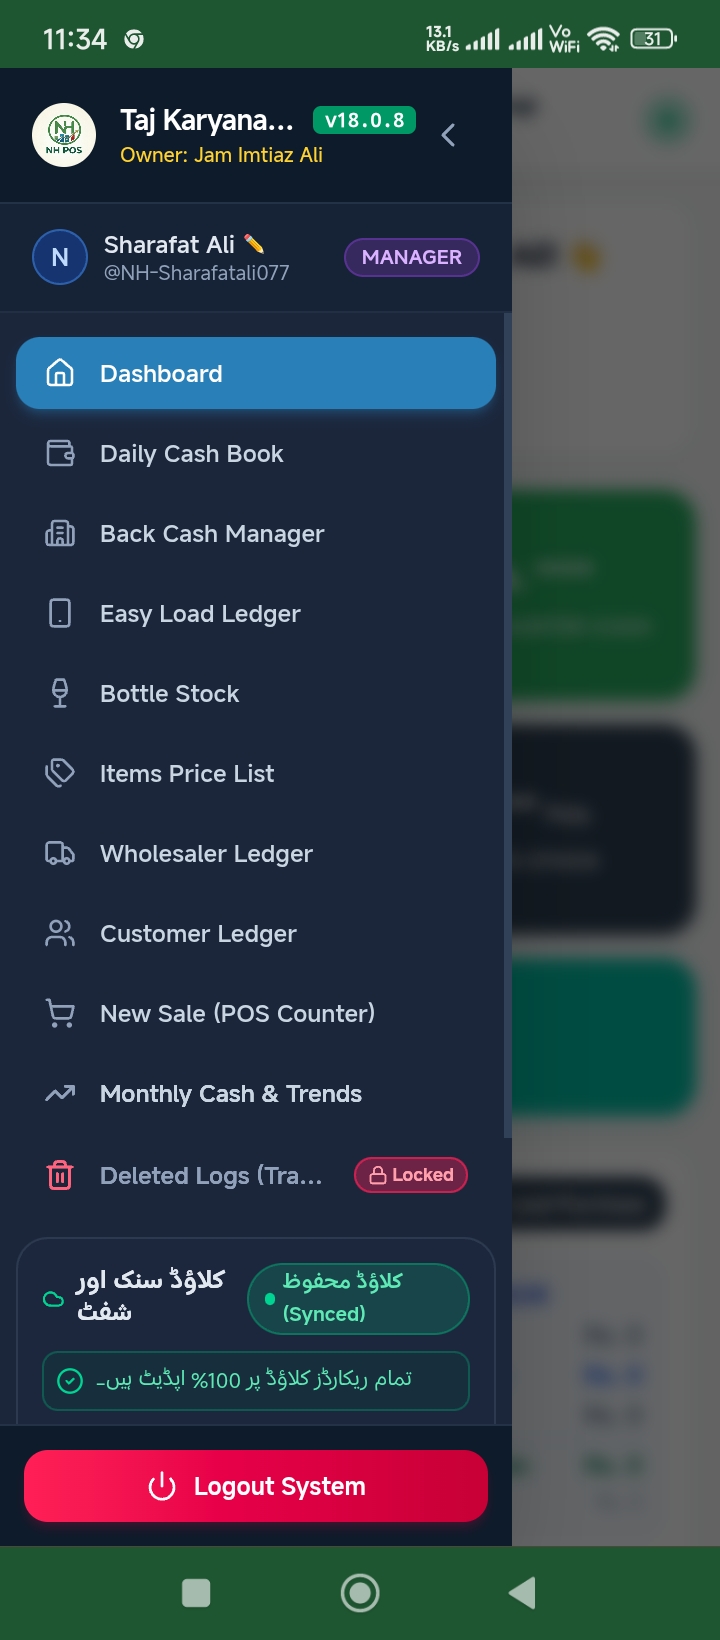 11:34
13.1
KB/s
Vo
WiFi
31
NH
NH POS
Taj Karyana...
v18.0.8
Owner: Jam Imtiaz Ali
N
Sharafat Ali ✏️
@NH-Sharafatali077
MANAGER
Dashboard
Daily Cash Book
Back Cash Manager
Easy Load Ledger
Bottle Stock
Items Price List
Wholesaler Ledger
Customer Ledger
New Sale (POS Counter)
Monthly Cash & Trends
Deleted Logs (Tra...
Locked
کلاؤڈ سنک اور
شفٹ
کلاؤڈ محفوظ
(Synced)
تمام ریکارڈز کلاؤڈ پر 100% اپڈیٹ ہیں۔
Logout System